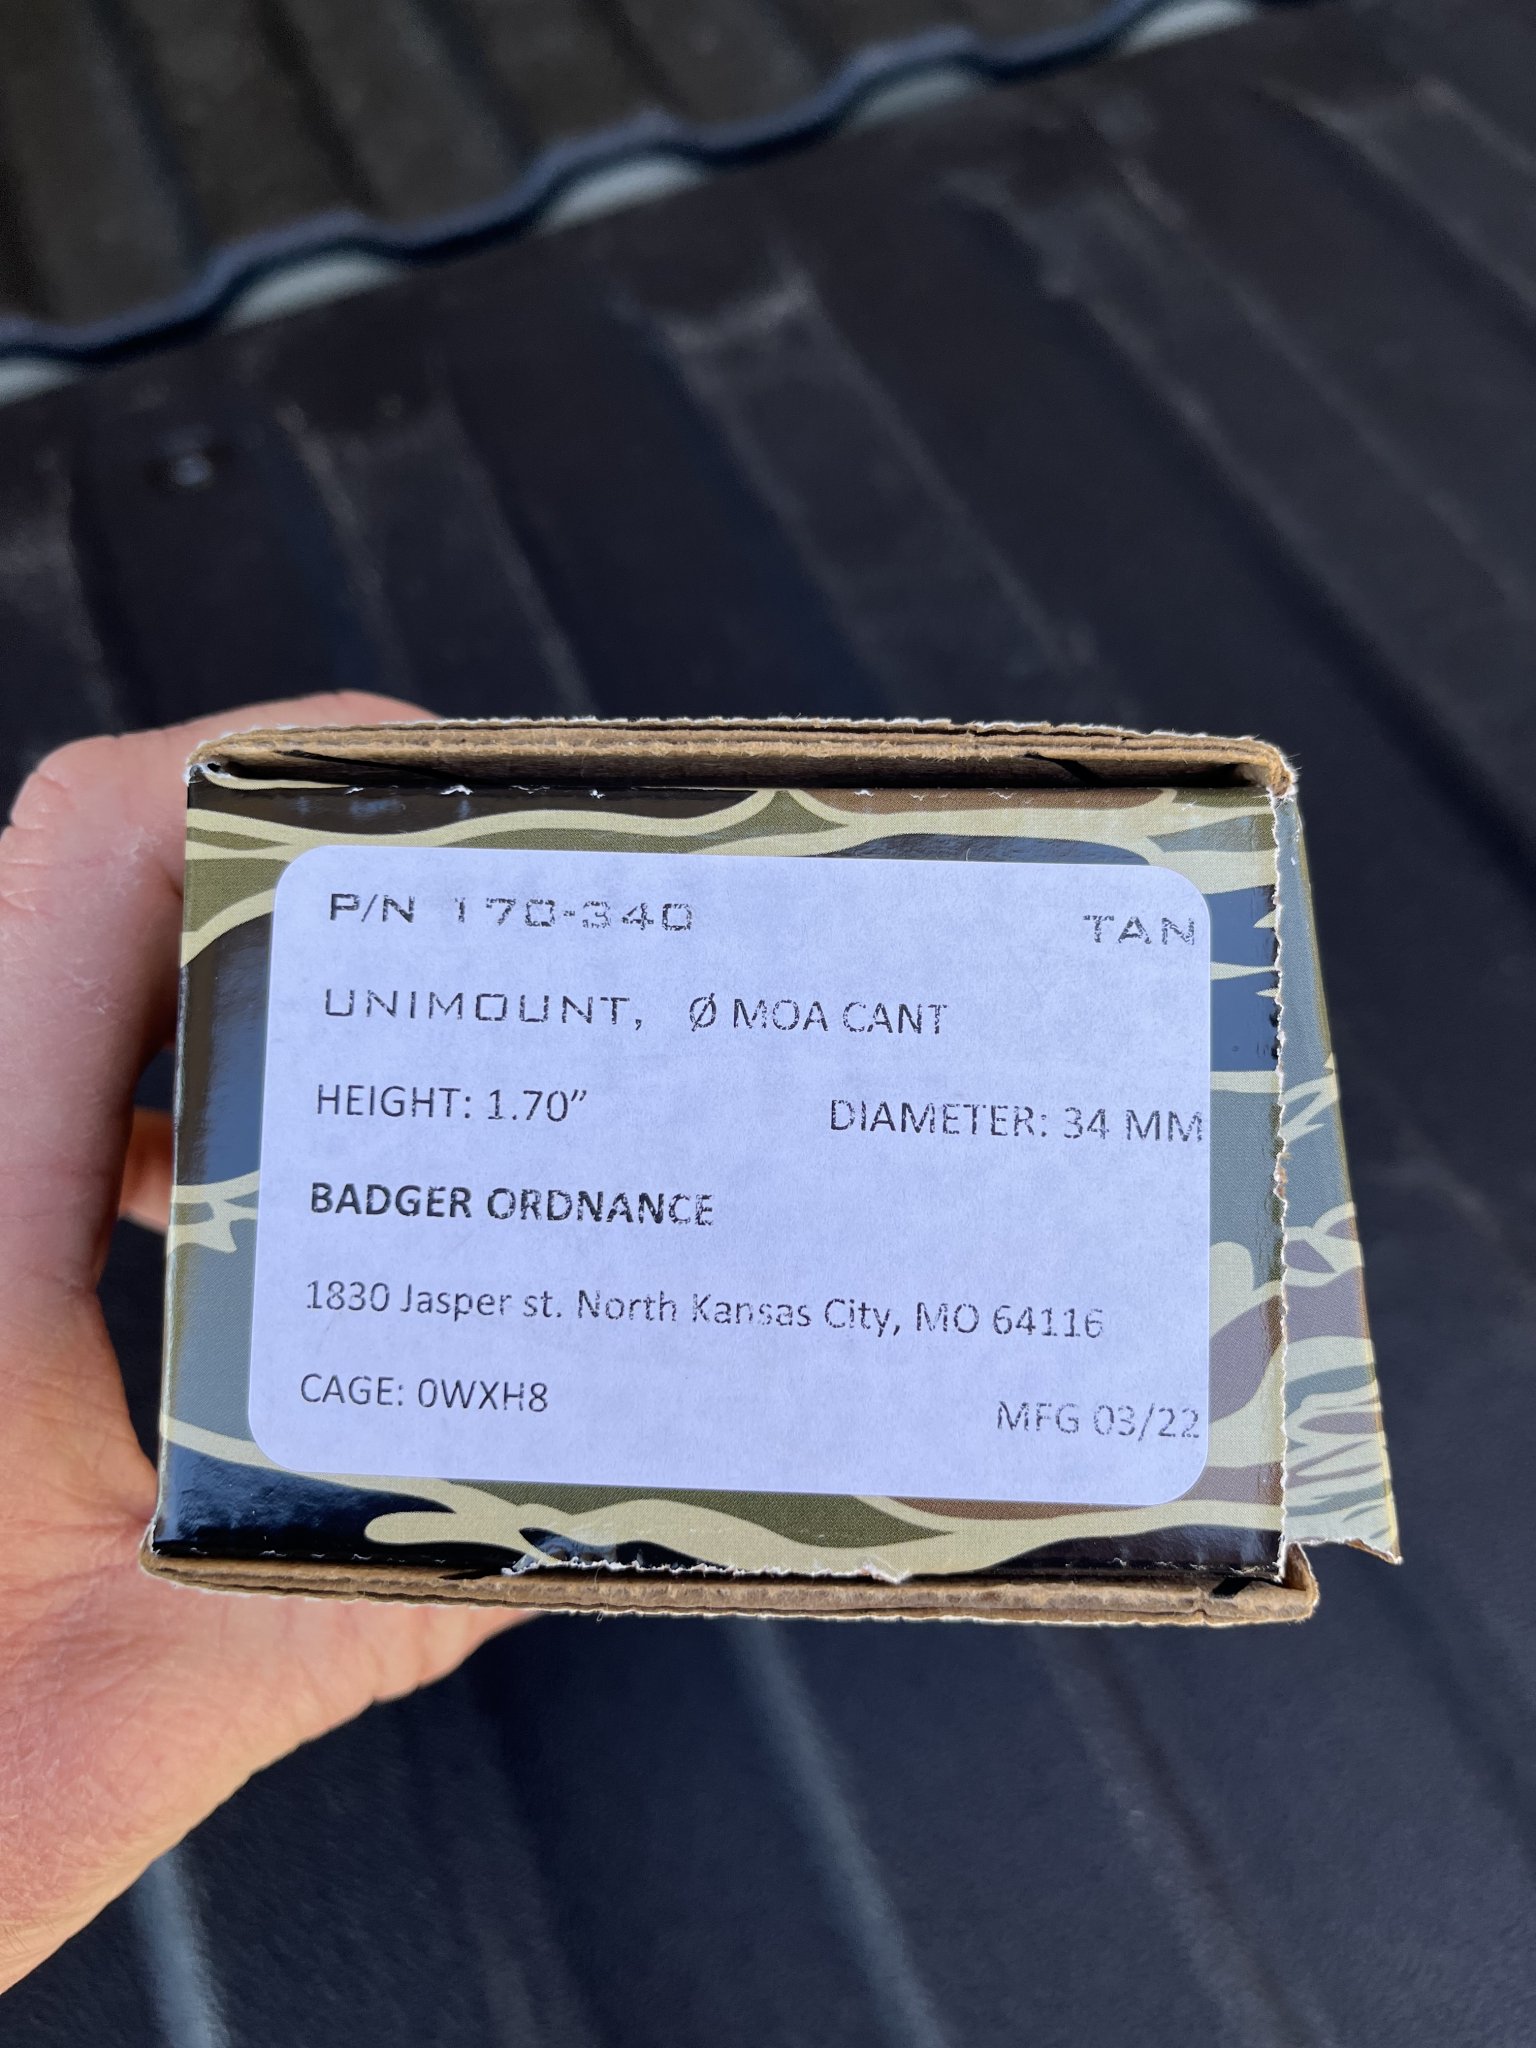 P/N 170-340 TAN
UNIMOUNT, Ø MOA CANT
HEIGHT: 1.70” DIAMETER: 34 MM
BADGER ORDNANCE
1830 Jasper st. North Kansas City, MO 64116
CAGE: 0WXH8 MFG 03/22